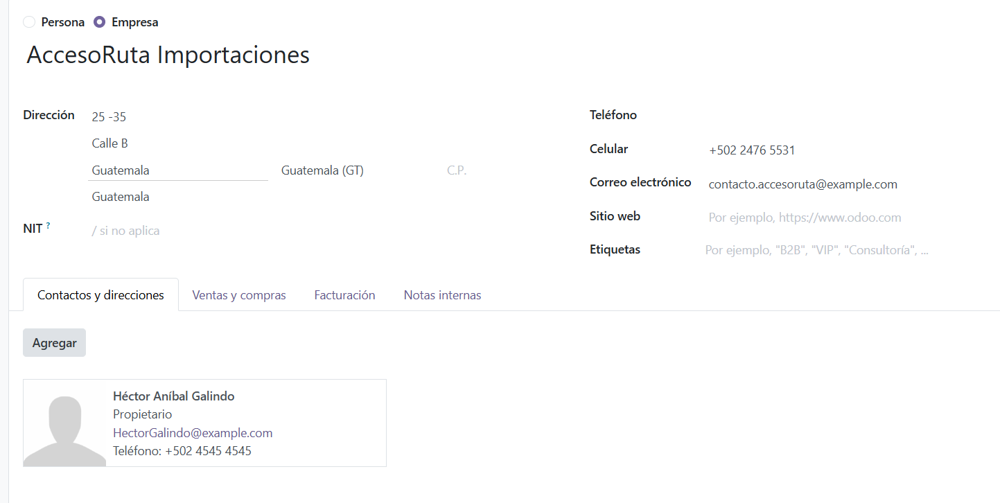 Persona Empresa
AccesoRuta Importaciones
Dirección 25 -35
Calle B
Guatemala Guatemala (GT) C.P.
Guatemala
NIT ? / si no aplica
Teléfono
Celular +502 2476 5531
Correo electrónico contacto.accesoruta@example.com
Sitio web Por ejemplo, https://www.odoo.com
Etiquetas Por ejemplo, "B2B", "VIP", "Consultoría", ...
Contactos y direcciones Ventas y compras Facturación Notas internas
Agregar
Héctor Aníbal Galindo
Propietario
HectorGalindo@example.com
Teléfono: +502 4545 4545